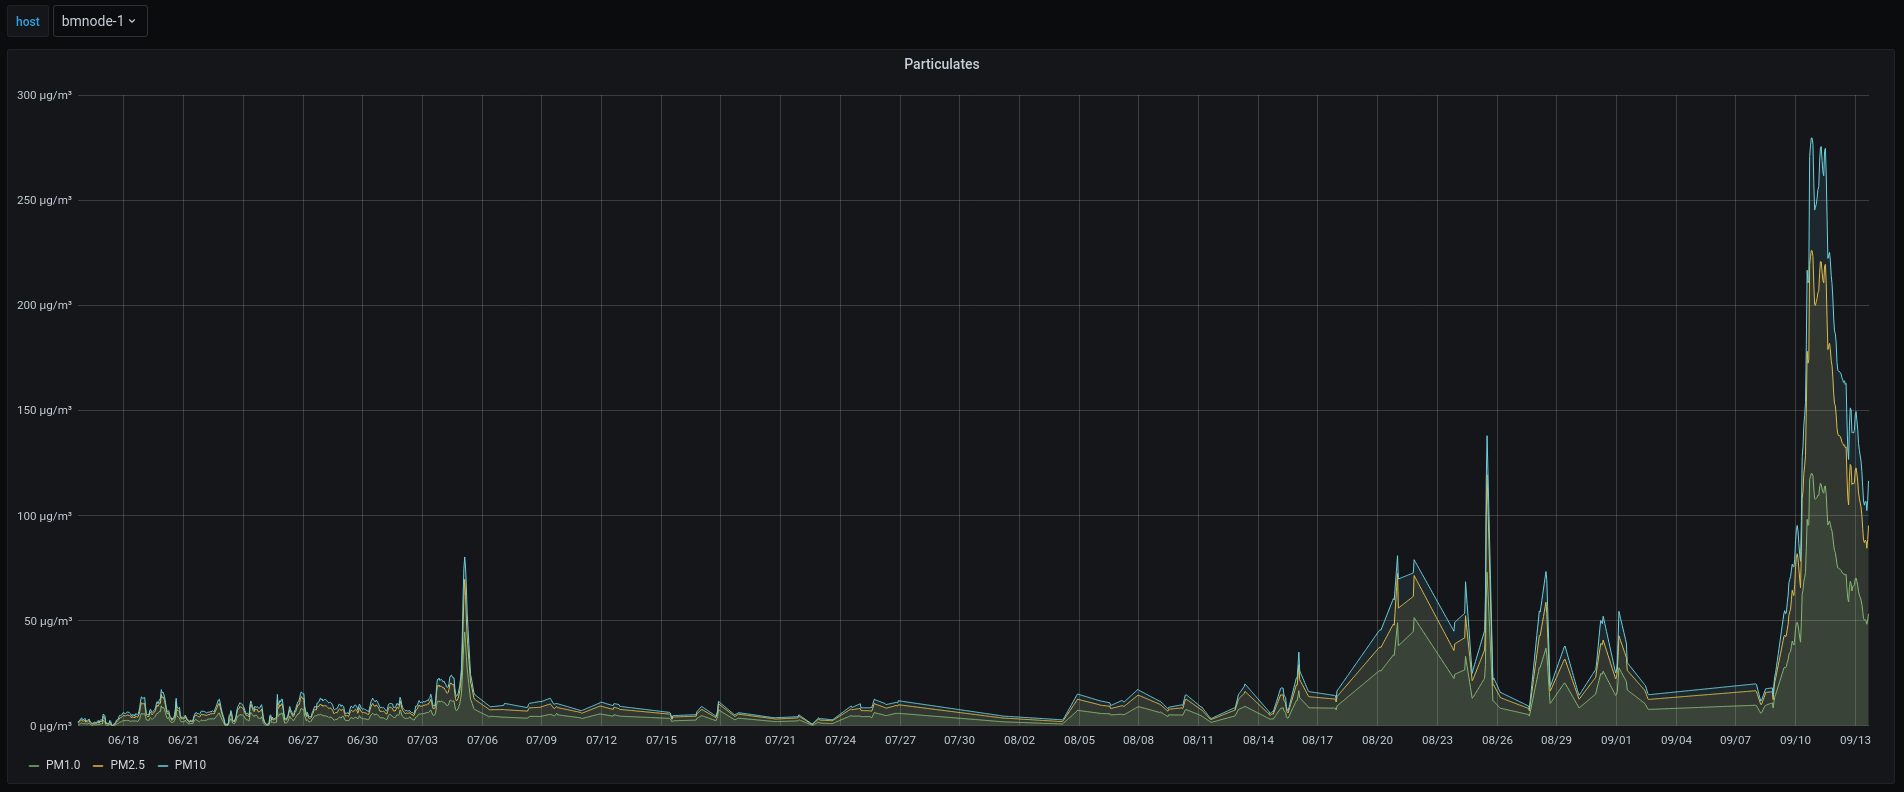 host bmnode-1
Particulates
300 µg/m³
250 µg/m³
200 µg/m³
150 µg/m³
100 µg/m³
50 µg/m³
0 µg/m³
06/18 06/21 06/24 06/27 06/30 07/03 07/06 07/09 07/12 07/15 07/18 07/21 07/24 07/27 07/30 08/02 08/05 08/08 08/11 08/14 08/17 08/20 08/23 08/26 08/29 09/01 09/04 09/07 09/10 09/13
PM1.0 PM2.5 PM10